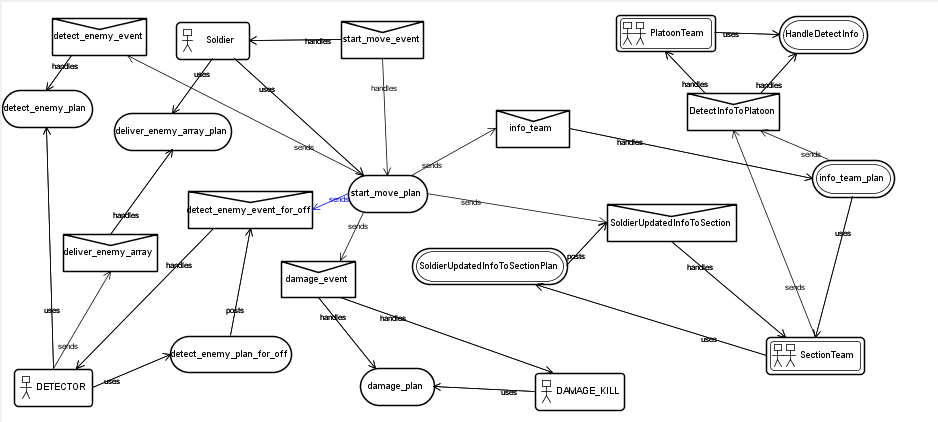 detect_enemy_event
Soldier
handles
start_move_event
PlatoonTeam
uses
HandleDetectInfo
handles
uses
uses
handles
handles
handles
detect_enemy_plan
deliver_enemy_array_plan
info_team
DetectInfoToPlatoon
sends
handles
sends
sends
info_team_plan
start_move_plan
sends
sends
detect_enemy_event_for_off
handles
sends
SoldierUpdatedInfoToSection
uses
deliver_enemy_array
handles
posts
SoldierUpdatedInfoToSectionPlan
handles
damage_event
sends
uses
posts
handles
handles
uses
sends
detect_enemy_plan_for_off
SectionTeam
DETECTOR
uses
damage_plan
uses
DAMAGE_KILL